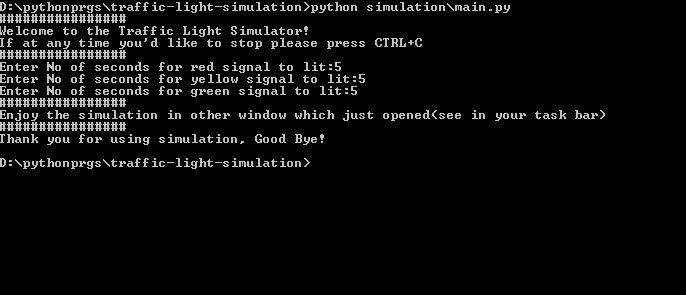 D:\pythonprgs\traffic-light-simulation>python simulation\main.py
################
Welcome to the Traffic Light Simulator!
If at any time you'd like to stop please press CTRL+C
################
Enter No of seconds for red signal to lit:5
Enter No of seconds for yellow signal to lit:5
Enter No of seconds for green signal to lit:5
################
Enjoy the simulation in other window which just opened(see in your task bar)
################
Thank you for using simulation, Good Bye!
D:\pythonprgs\traffic-light-simulation>